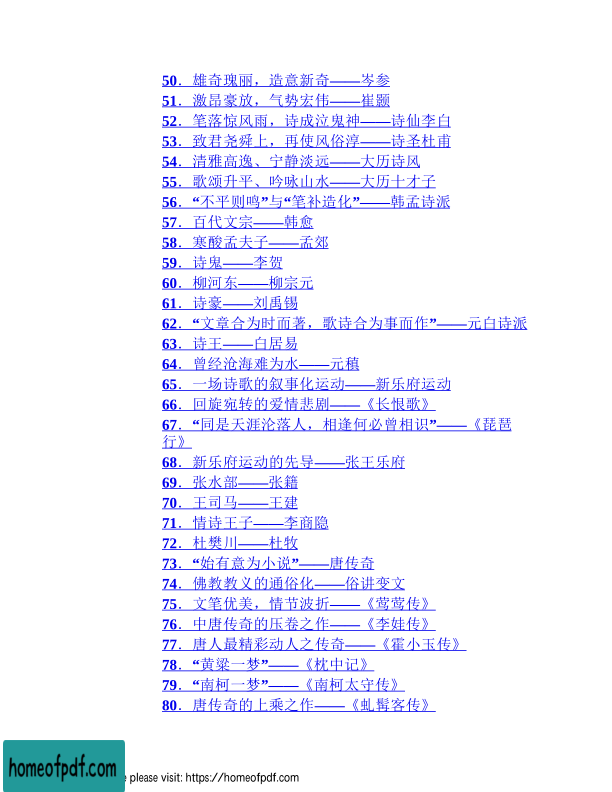 50．雄奇瑰丽，造意新奇——岑参
51．激昂豪放，气势宏伟——崔颢
52．笔落惊风雨，诗成泣鬼神——诗仙李白
53．致君尧舜上，再使风俗淳——诗圣杜甫
54．清雅高逸、宁静淡远——大历诗风
55．歌颂升平、吟咏山水——大历十才子
56．“不平则鸣”与“笔补造化”——韩孟诗派
57．百代文宗——韩愈
58．寒酸孟夫子——孟郊
59．诗鬼——李贺
60．柳河东——柳宗元
61．诗豪——刘禹锡
62．“文章合为时而著，歌诗合为事而作”——元白诗派
63．诗王——白居易
64．曾经沧海难为水——元稹
65．一场诗歌的叙事化运动——新乐府运动
66．回旋宛转的爱情悲剧——《长恨歌》
67．“同是天涯沦落人，相逢何必曾相识”——《琵琶
行》
68．新乐府运动的先导——张王乐府
69．张水部——张籍
70．王司马——王建
71．情诗王子——李商隐
72．杜樊川——杜牧
73．“始有意为小说”——唐传奇
74．佛教教义的通俗化——俗讲变文
75．文笔优美，情节波折——《莺莺传》
76．中唐传奇的压卷之作——《李娃传》
77．唐人最精彩动人之传奇——《霍小玉传》
78．“黄粱一梦”——《枕中记》
79．“南柯一梦”——《南柯太守传》
80．唐传奇的上乘之作——《虬髯客传》
homeofpdf.com
please visit: https://homeofpdf.com